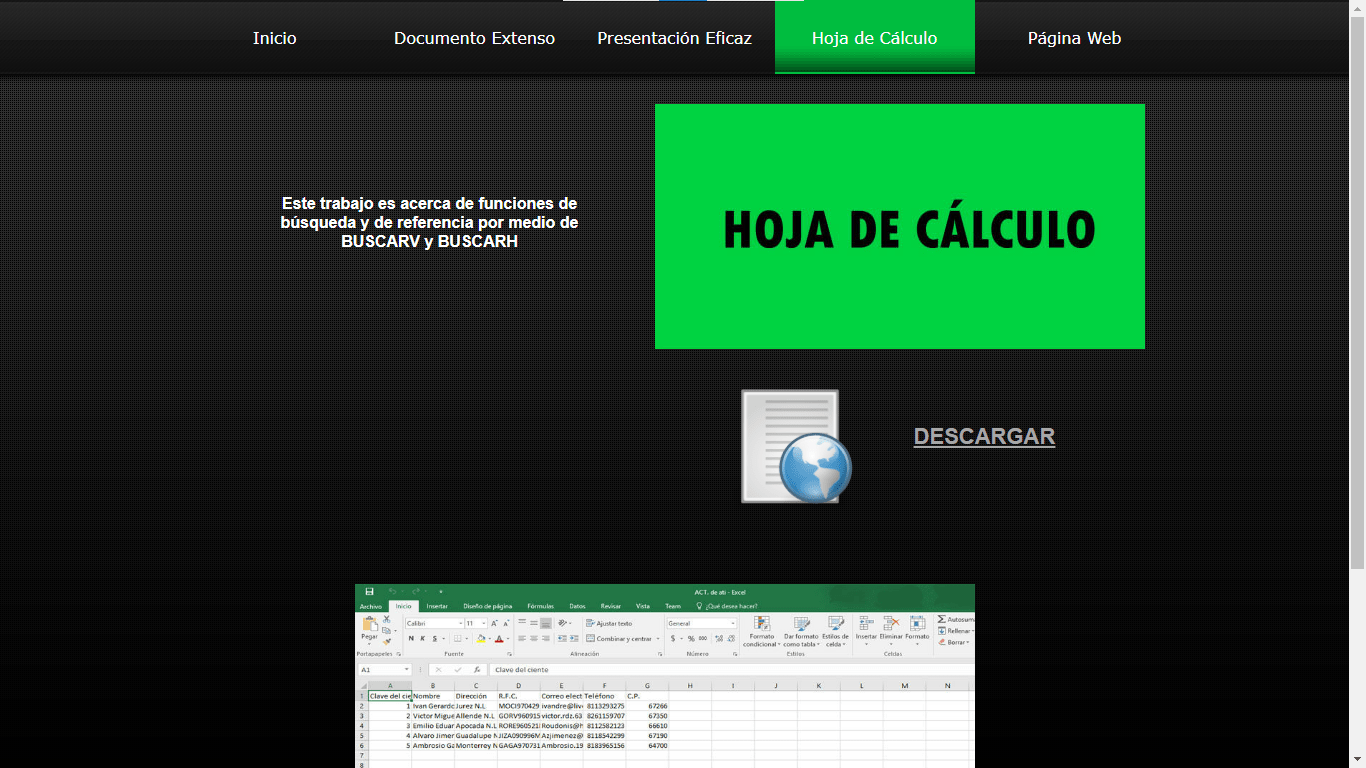 Inicio Documento Extenso Presentación Eficaz Hoja de Cálculo Página Web
HOJA DE CÁLCULO
Este trabajo es acerca de funciones de
búsqueda y de referencia por medio de
BUSCARV y BUSCARH
DESCARGAR
ACT. de ati - Excel
Archivo Inicio Insertar Diseño de página Fórmulas Datos Revisar Vista Team ¿Qué desea hacer?
Calibri 11 Ajustar texto General Autosuma
Pegar Formato Dar formato Estilos de Insertar Eliminar Formato Rellenar
N K S Combinar y centrar $ % 000 condicional como tabla celda Borrar
Portapapeles Fuente Alineación Número Estilos Celdas
A1 fx Clave del ciente
A B C D E F G H I J K L M N
1 Clave del cie Nombre Dirección R.F.C. Correo elect Teléfono C.P.
2 1 Ivan Gerardo Jurez N.L MOCI970429 ivandre@live 8113293275 67266
3 2 Victor Migue Allende N.L GORV960915 victor.rdz.63 8261159707 67350
4 3 Emilio Eduar Apocada N.L RORE960521 Roudonis@h 8112582123 66610
5 4 Alvaro Jimer Guadalupe N JIZA090996M Azjimenez@ 8118542299 67190
6 5 Ambrosio Ga Monterrey N GAGA970731 Ambrosio.19 8183965156 64700
7
8